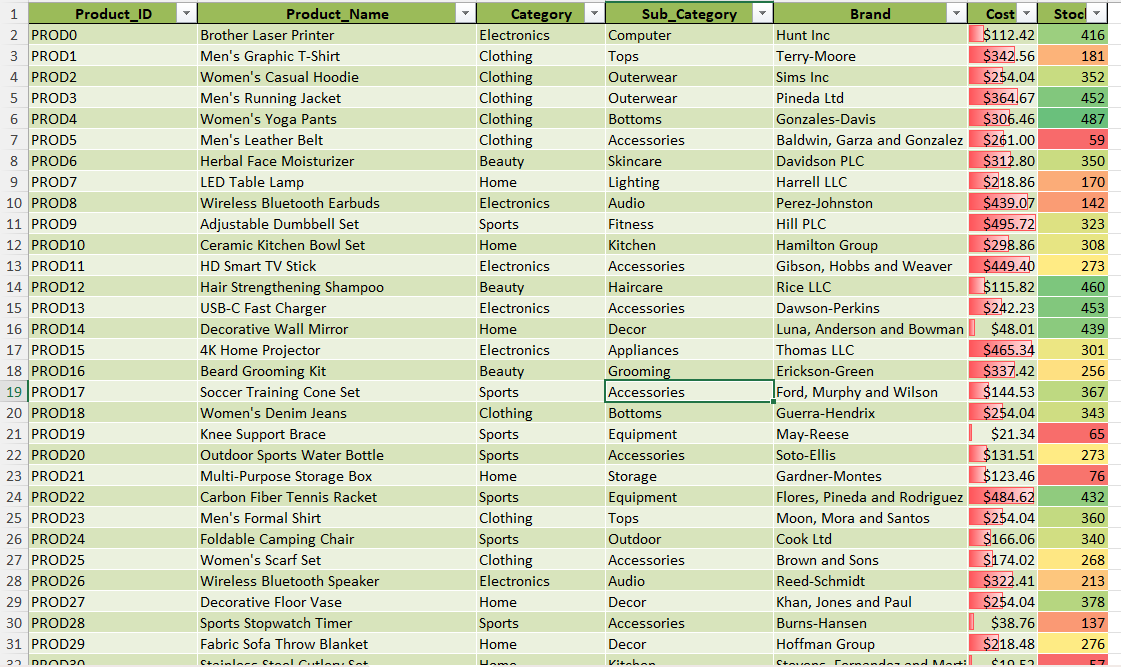 1 Product_ID Product_Name Category Sub_Category Brand Cost Stock
2 PROD0 Brother Laser Printer Electronics Computer Hunt Inc $112.42 416
3 PROD1 Men's Graphic T-Shirt Clothing Tops Terry-Moore $342.56 181
4 PROD2 Women's Casual Hoodie Clothing Outerwear Sims Inc $254.04 352
5 PROD3 Men's Running Jacket Clothing Outerwear Pineda Ltd $364.67 452
6 PROD4 Women's Yoga Pants Clothing Bottoms Gonzales-Davis $306.46 487
7 PROD5 Men's Leather Belt Clothing Accessories Baldwin, Garza and Gonzalez $261.00 59
8 PROD6 Herbal Face Moisturizer Beauty Skincare Davidson PLC $312.80 350
9 PROD7 LED Table Lamp Home Lighting Harrell LLC $218.86 170
10 PROD8 Wireless Bluetooth Earbuds Electronics Audio Perez-Johnston $439.07 142
11 PROD9 Adjustable Dumbbell Set Sports Fitness Hill PLC $495.72 323
12 PROD10 Ceramic Kitchen Bowl Set Home Kitchen Hamilton Group $298.86 308
13 PROD11 HD Smart TV Stick Electronics Accessories Gibson, Hobbs and Weaver $449.40 273
14 PROD12 Hair Strengthening Shampoo Beauty Haircare Rice LLC $115.82 460
15 PROD13 USB-C Fast Charger Electronics Accessories Dawson-Perkins $242.23 453
16 PROD14 Decorative Wall Mirror Home Decor Luna, Anderson and Bowman $48.01 439
17 PROD15 4K Home Projector Electronics Appliances Thomas LLC $465.34 301
18 PROD16 Beard Grooming Kit Beauty Grooming Erickson-Green $337.42 256
19 PROD17 Soccer Training Cone Set Sports Accessories Ford, Murphy and Wilson $144.53 367
20 PROD18 Women's Denim Jeans Clothing Bottoms Guerra-Hendrix $254.04 343
21 PROD19 Knee Support Brace Sports Equipment May-Reese $21.34 65
22 PROD20 Outdoor Sports Water Bottle Sports Accessories Soto-Ellis $131.51 273
23 PROD21 Multi-Purpose Storage Box Home Storage Gardner-Montes $123.46 76
24 PROD22 Carbon Fiber Tennis Racket Sports Equipment Flores, Pineda and Rodriguez $484.62 432
25 PROD23 Men's Formal Shirt Clothing Tops Moon, Mora and Santos $254.04 360
26 PROD24 Foldable Camping Chair Sports Outdoor Cook Ltd $166.06 340
27 PROD25 Women's Scarf Set Clothing Accessories Brown and Sons $174.02 268
28 PROD26 Wireless Bluetooth Speaker Electronics Audio Reed-Schmidt $322.41 213
29 PROD27 Decorative Floor Vase Home Decor Khan, Jones and Paul $254.04 378
30 PROD28 Sports Stopwatch Timer Sports Accessories Burns-Hansen $38.76 137
31 PROD29 Fabric Sofa Throw Blanket Home Decor Hoffman Group $218.48 276
32 PROD30 Stainless Steel Cutlery Set Home Kitchen Stevens, Fernandez and $19.52 57